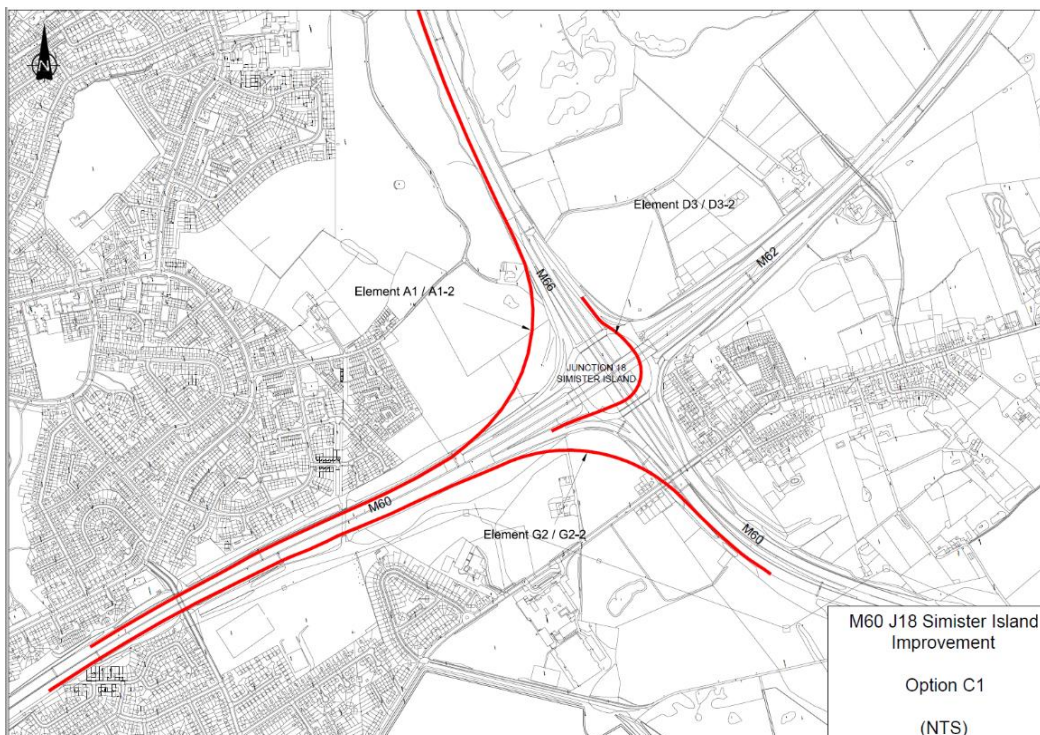 N
Element D3 / D3-2
M66
M62
Element A1 / A1-2
JUNCTION 18
SIMISTER ISLAND
M60
Element G2 / G2-2
M60
M60 J18 Simister Island
Improvement
Option C1
(NTS)